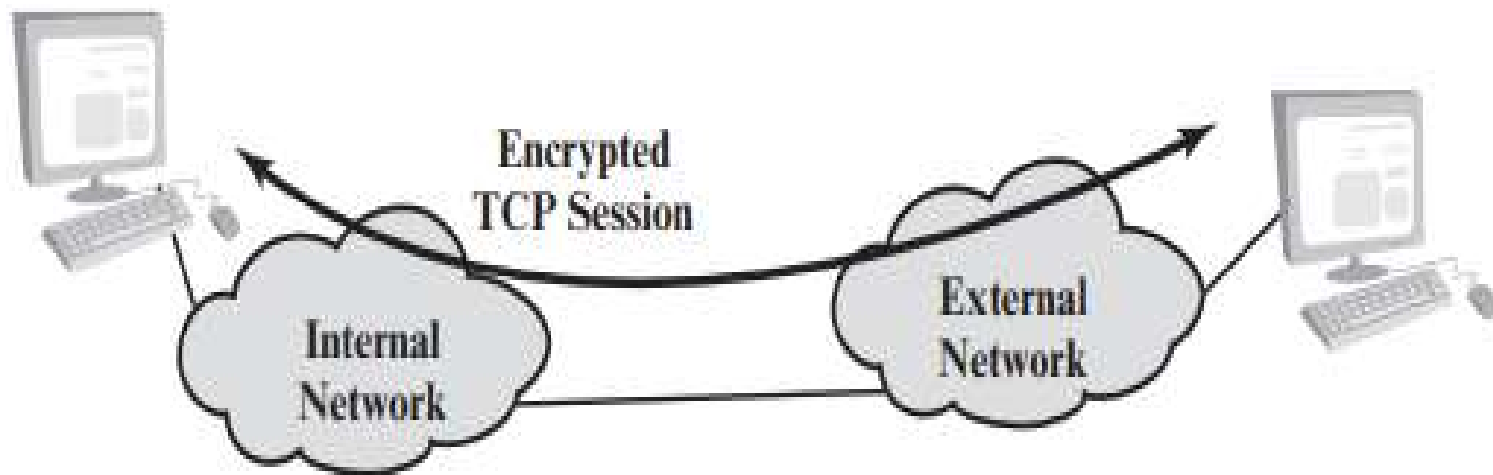 Encrypted
TCP Session
Internal
Network
External
Network